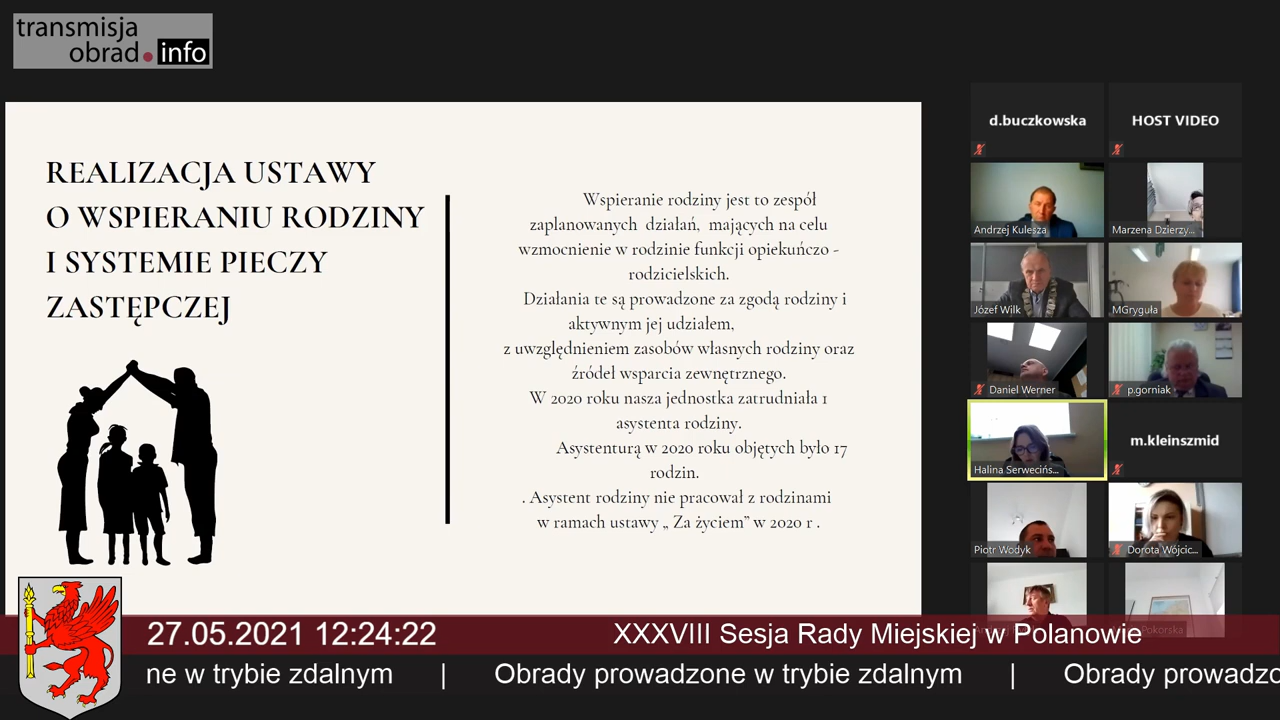 transmisja
obrad.info
REALIZACJA USTAWY
O WSPIERANIU RODZINY
I SYSTEMIE PIECZY
ZASTĘPCZEJ
Wspieranie rodziny jest to zespół
zaplanowanych działań, mających na celu
wzmocnienie w rodzinie funkcji opiekuńczo -
rodzicielskich.
Działania te są prowadzone za zgodą rodziny i
aktywnym jej udziałem,
z uwzględnieniem zasobów własnych rodziny oraz
źródeł wsparcia zewnętrznego.
W 2020 roku nasza jednostka zatrudniała 1
asystenta rodziny.
Asystenturą w 2020 roku objętych było 17
rodzin.
. Asystent rodziny nie pracował z rodzinami
w ramach ustawy „ Za życiem” w 2020 r .
d.buczkowska
HOST VIDEO
Andrzej Kulesza
Marzena Dzierzy...
Józef Wilk
MGryguła
Daniel Werner
p.gorniak
Halina Serwecińs...
m.kleinszmid
Piotr Wodyk
Dorota Wójcic...
Pokorska
27.05.2021 12:24:22
XXXVIII Sesja Rady Miejskiej w Polanowie
ne w trybie zdalnym | Obrady prowadzone w trybie zdalnym | Obrady prowadzo